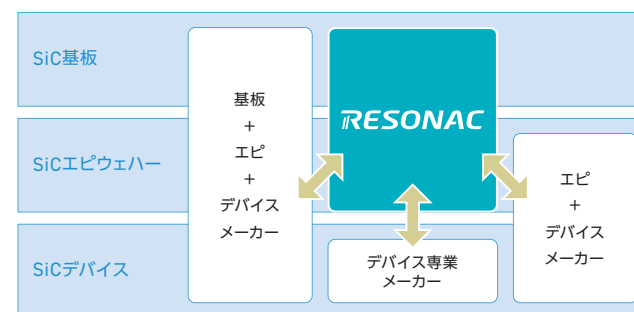 SiC基板
SiCエピウェハー
SiCデバイス
基板
+
エピ
+
デバイス
メーカー
RESONAC
デバイス専業
メーカー
エピ
+
デバイス
メーカー